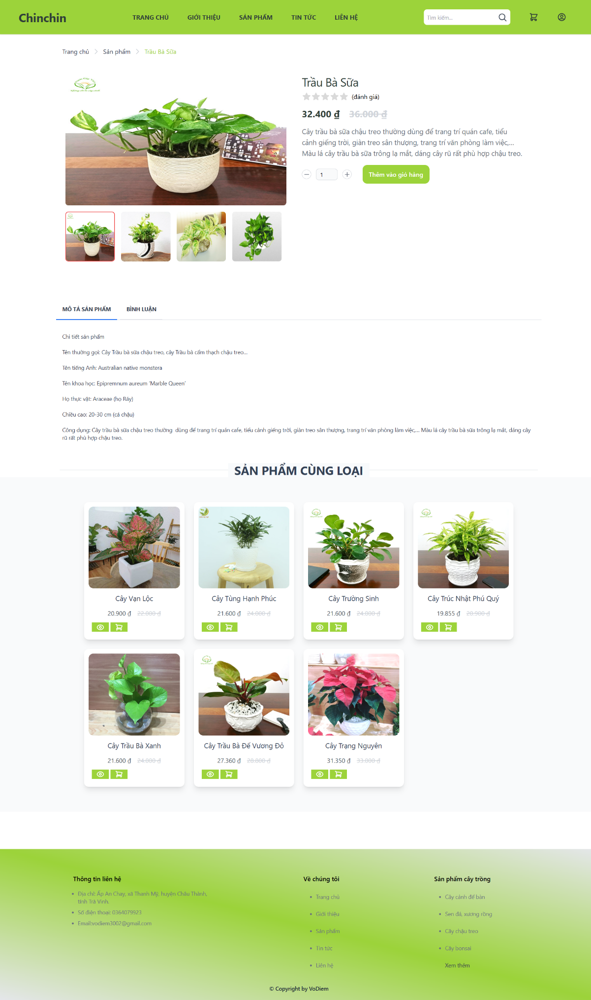 Chinchin
TRANG CHỦ
GIỚI THIỆU
SẢN PHẨM
TIN TỨC
LIÊN HỆ
Tìm kiếm...
Trang chủ
Sản phẩm
Trầu Bà Sữa
Trầu Bà Sữa
(đánh giá)
32.400 ₫ 36.000 ₫
Cây trầu bà sữa chậu treo thường dùng để trang trí quán cafe, tiểu
cảnh giếng trời, giàn treo sân thượng, trang trí văn phòng làm việc,...
Màu lá cây trầu bà sữa trông lạ mắt, dáng cây rũ rất phù hợp chậu treo.
1
Thêm vào giỏ hàng
MÔ TẢ SẢN PHẨM
BÌNH LUẬN
Chi tiết sản phẩm
Tên thường gọi: Cây Trầu bà sữa chậu treo, cây Trầu bà cẩm thạch chậu treo...
Tên tiếng Anh: Australian native monstera
Tên khoa học: Epipremnum aureum ‘Marble Queen’
Họ thực vật: Araceae (họ Ráy)
Chiều cao: 20-30 cm (cả chậu)
Công dụng: Cây trầu bà sữa chậu treo thường dùng để trang trí quán cafe, tiểu cảnh giếng trời, giàn treo sân thượng, trang trí văn phòng làm việc,... Màu lá cây trầu bà sữa trông lạ mắt, dáng cây
rũ rất phù hợp chậu treo.
SẢN PHẨM CÙNG LOẠI
Cây Vạn Lộc
20.900 ₫ 22.000 ₫
Cây Tùng Hạnh Phúc
21.600 ₫ 24.000 ₫
Cây Trường Sinh
21.600 ₫ 24.000 ₫
Cây Trúc Nhật Phú Quý
19.855 ₫ 20.900 ₫
Cây Trầu Bà Xanh
21.600 ₫ 24.000 ₫
Cây Trầu Bà Đế Vương Đỏ
27.360 ₫ 28.800 ₫
Cây Trạng Nguyên
31.350 ₫ 33.000 ₫
Thông tin liên hệ
Địa chỉ: Ấp An Chay, xã Thanh Mỹ, huyện Châu Thành,
tỉnh Trà Vinh.
Số điện thoại: 0364079923
Email:vodiem3002@gmail.com
Về chúng tôi
Trang chủ
Giới thiệu
Sản phẩm
Tin tức
Liên hệ
Sản phẩm cây trồng
Cây cảnh để bàn
Sen đá, xương rồng
Cây chậu treo
Cây bonsai
Xem thêm
© Copyright by VoDiem